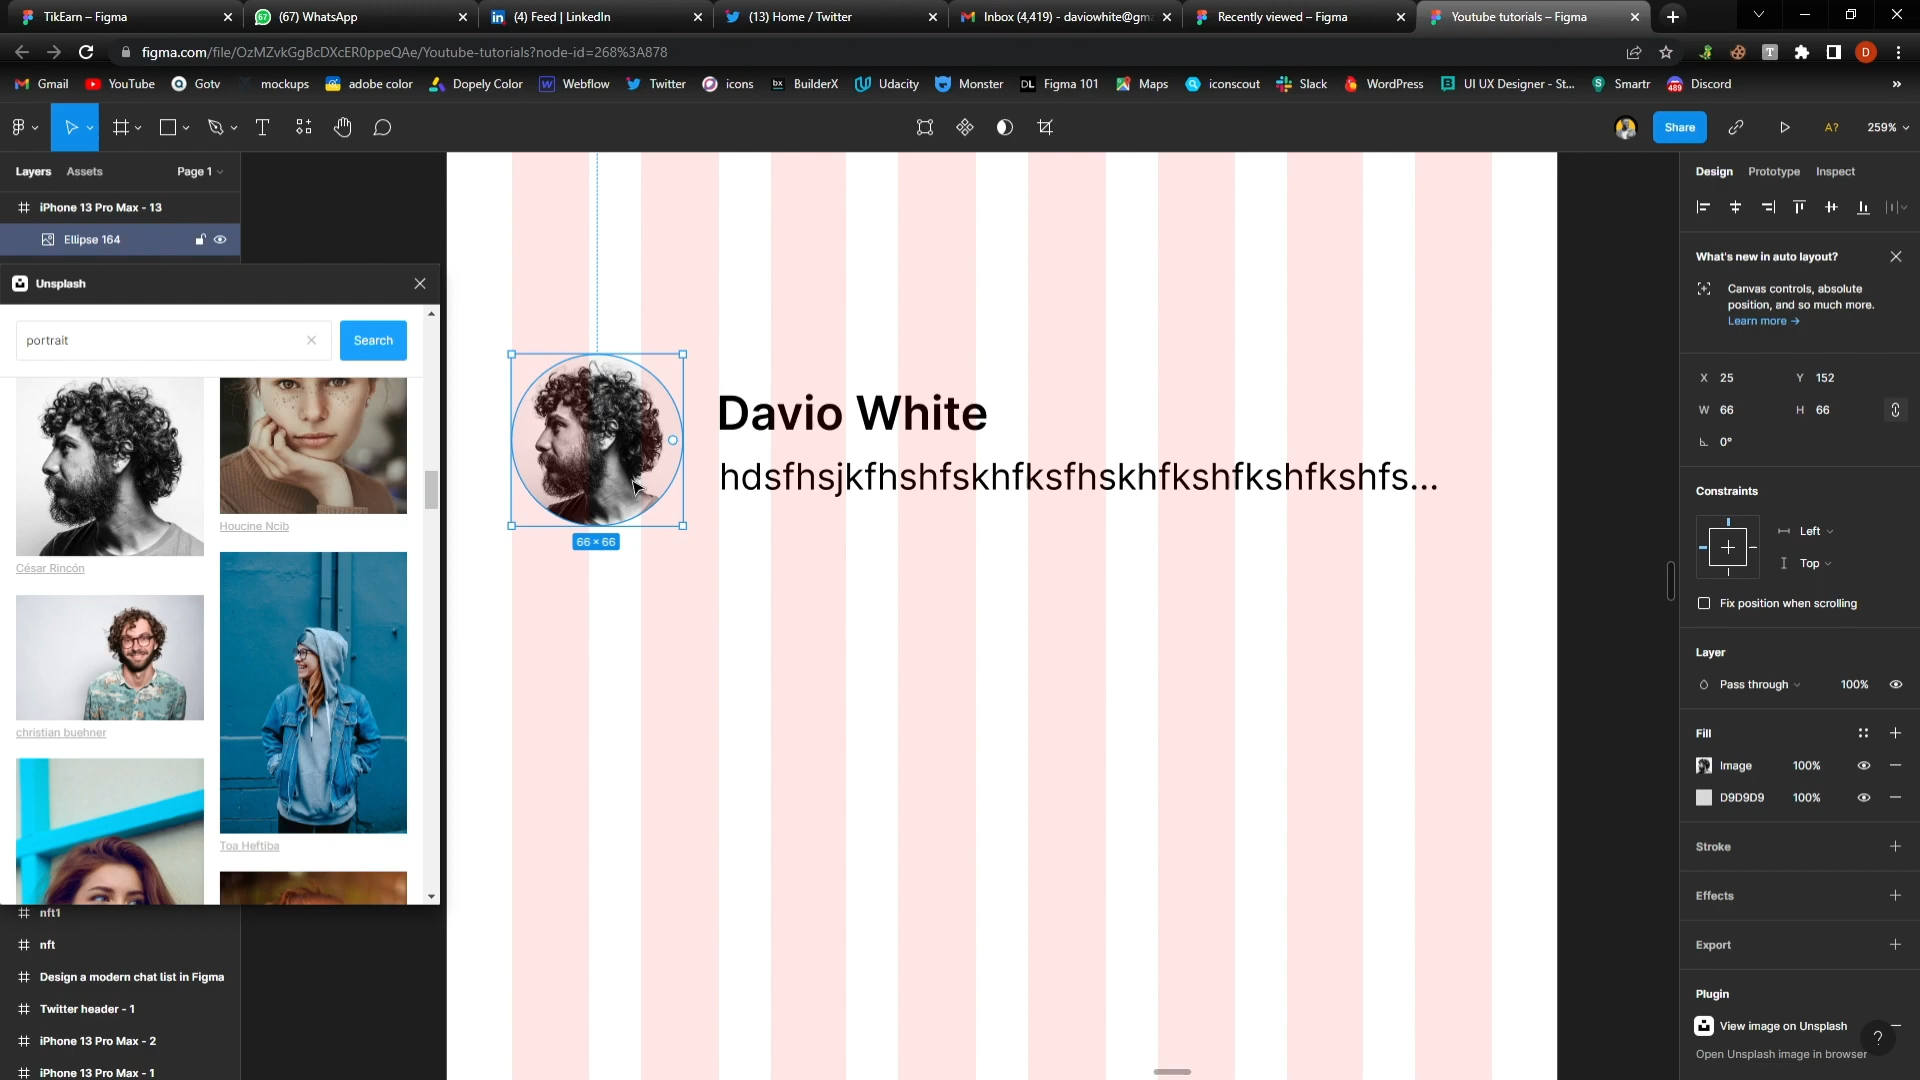 TikEarn – Figma
(67) WhatsApp
(4) Feed | LinkedIn
(13) Home / Twitter
Inbox (4,419) - daviowhite@gm
Recently viewed – Figma
Youtube tutorials – Figma
figma.com/file/OzMZvkGgBcDXcER0ppeQAe/Youtube-tutorials?node-id=268%3A878
Gmail
YouTube
Gotv
mockups
adobe color
Dopely Color
Webflow
Twitter
icons
BuilderX
Udacity
Monster
Figma 101
Maps
iconscout
Slack
WordPress
UI UX Designer - St...
Smartr
Discord
Share
A?
259%
Layers
Assets
Page 1
iPhone 13 Pro Max - 13
Ellipse 164
Unsplash
portrait
Search
César Rincón
Houcine Ncib
christian buehner
Toa Heftiba
nft1
nft
Design a modern chat list in Figma
Twitter header - 1
iPhone 13 Pro Max - 2
iPhone 13 Pro Max - 1
Davio White
hdsfhsjkfhshfskhfksfhskhfkshfkshfkshfs...
66 × 66
Design
Prototype
Inspect
What's new in auto layout?
Canvas controls, absolute
position, and so much more.
Learn more →
X 25
Y 152
W 66
H 66
0°
Constraints
Left
Top
Fix position when scrolling
Layer
Pass through
100%
Fill
Image
100%
D9D9D9
100%
Stroke
Effects
Export
Plugin
View image on Unsplash
Open Unsplash image in browser
?